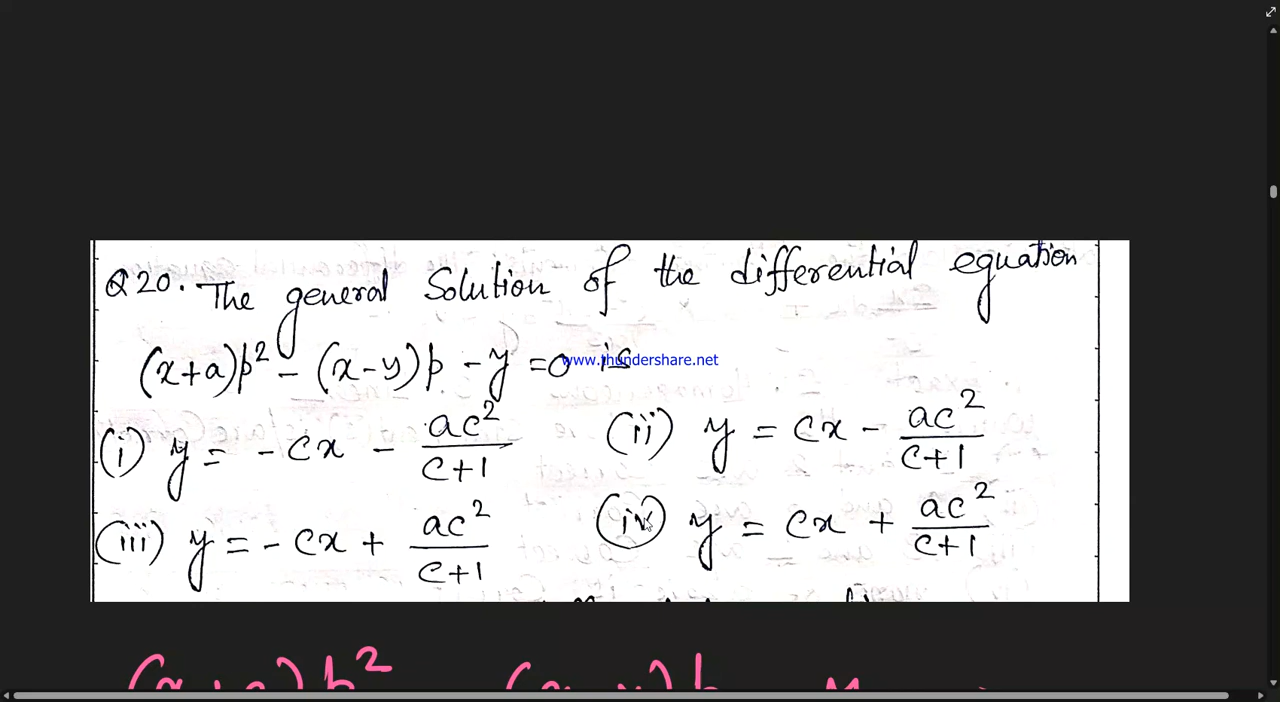 Q20. The general Solution of the differential equation
(x+a)p² - (x-y)p - y = 0 is
www.thundershare.net
(i) y = - cx - ac²/(c+1) (ii) y = cx - ac²/(c+1)
(iii) y = - cx + ac²/(c+1) (iv) y = cx + ac²/(c+1)